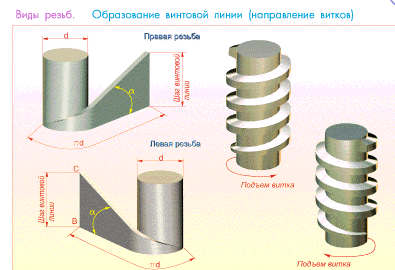 Виды резьб. Образование винтовой линии (направление витков)
d
Правая резьба
α
Шаг винтовой
линии
πd
Левая резьба
d
C
Шаг винтовой
линии
α
B
πd
Подъем витка
Подъем витка